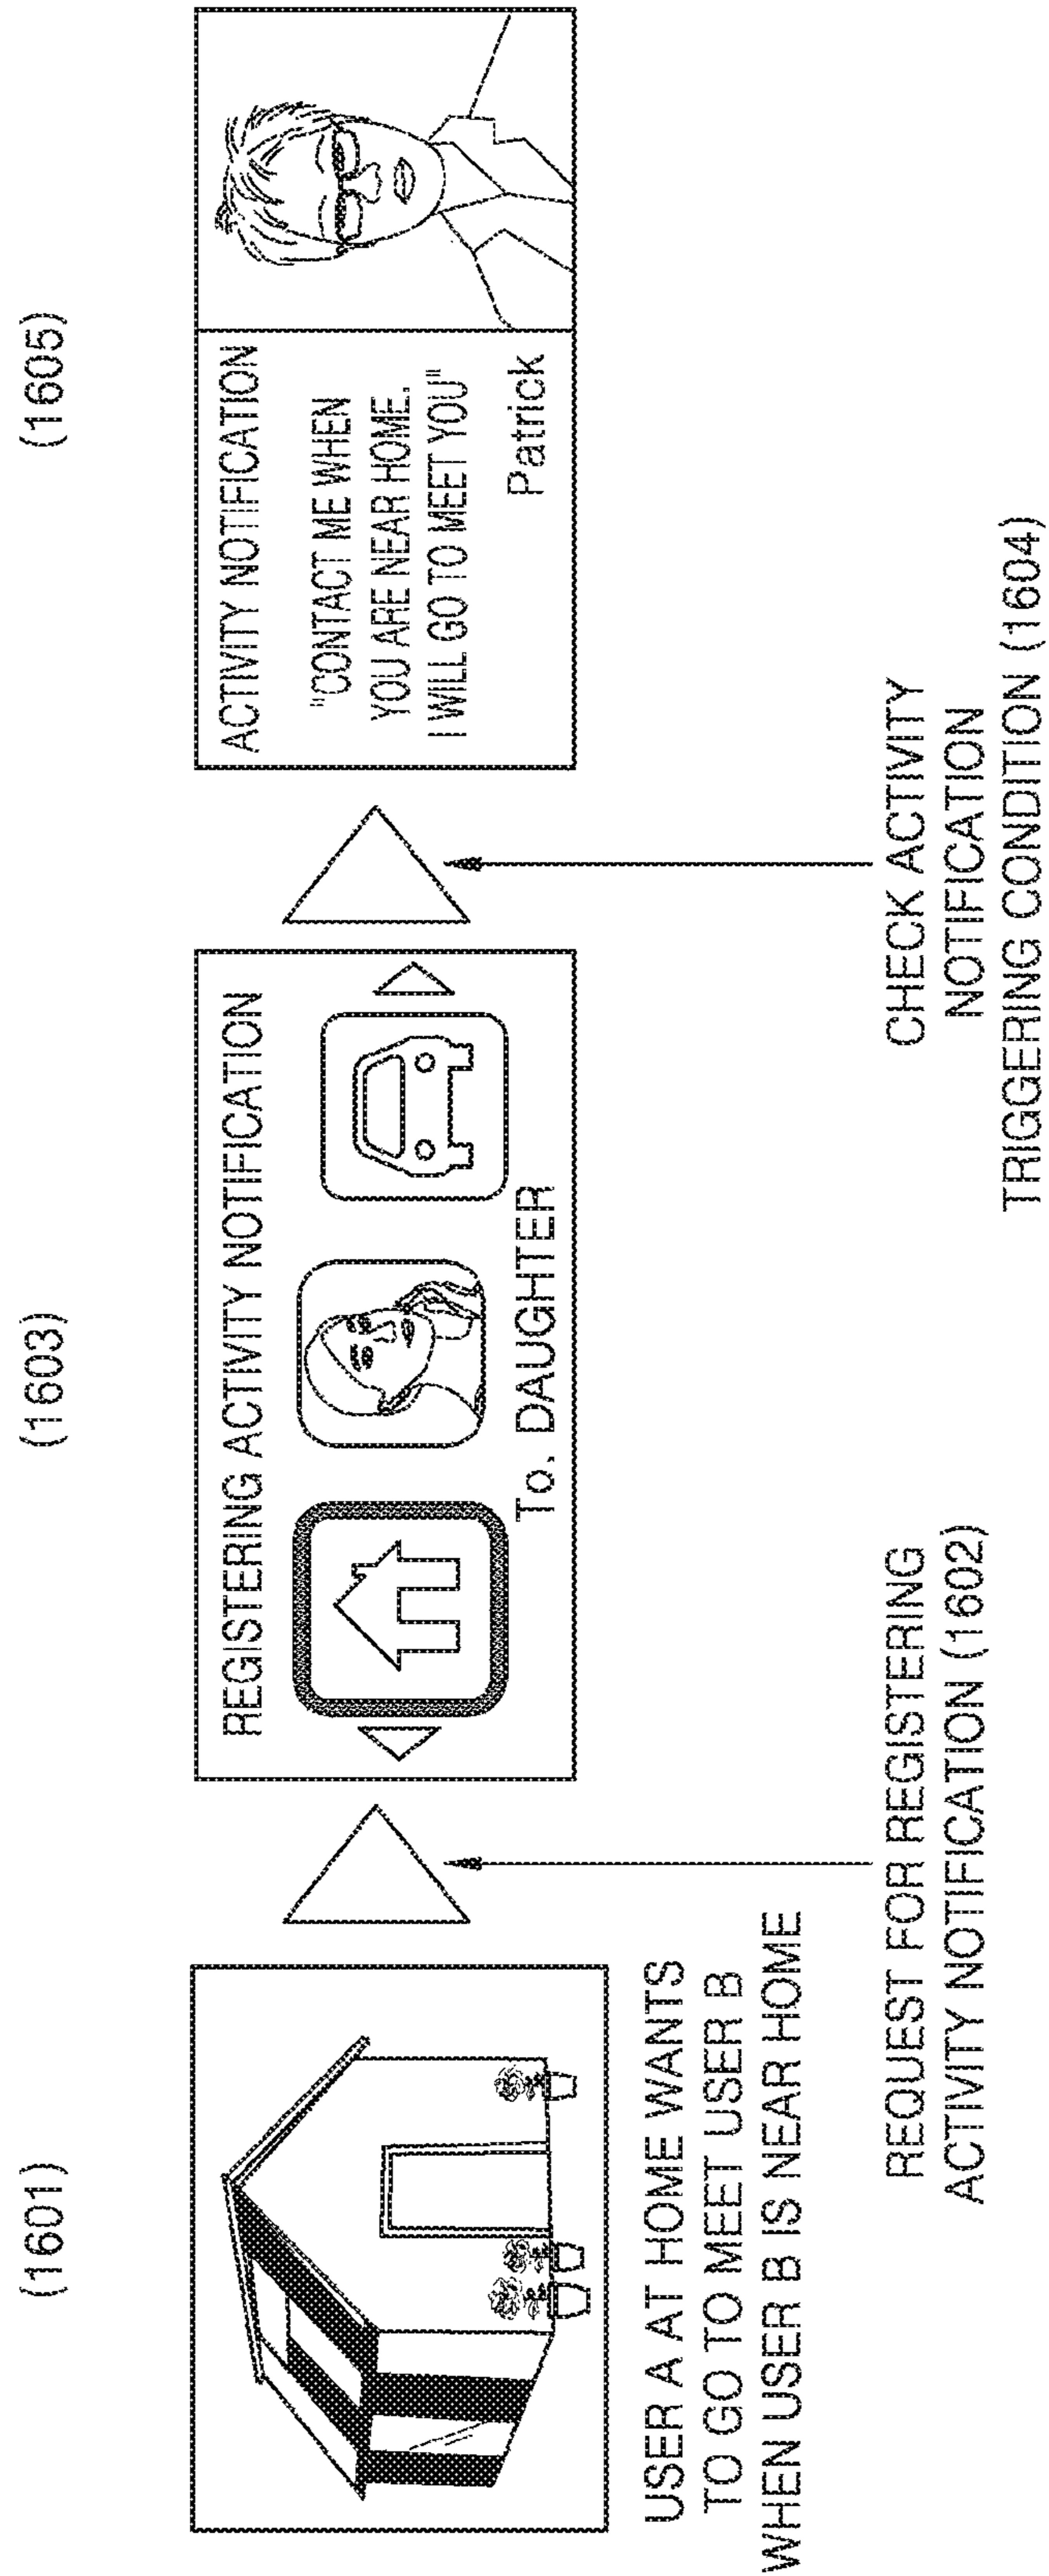 (1601)
(1603)
(1605)
USER A AT HOME WANTS
TO GO TO MEET USER B
WHEN USER B IS NEAR HOME
REQUEST FOR REGISTERING
ACTIVITY NOTIFICATION (1602)
REGISTERING ACTIVITY NOTIFICATION
To. DAUGHTER
CHECK ACTIVITY
NOTIFICATION
TRIGGERING CONDITION (1604)
ACTIVITY NOTIFICATION
"CONTACT ME WHEN
YOU ARE NEAR HOME.
I WILL GO TO MEET YOU"
Patrick